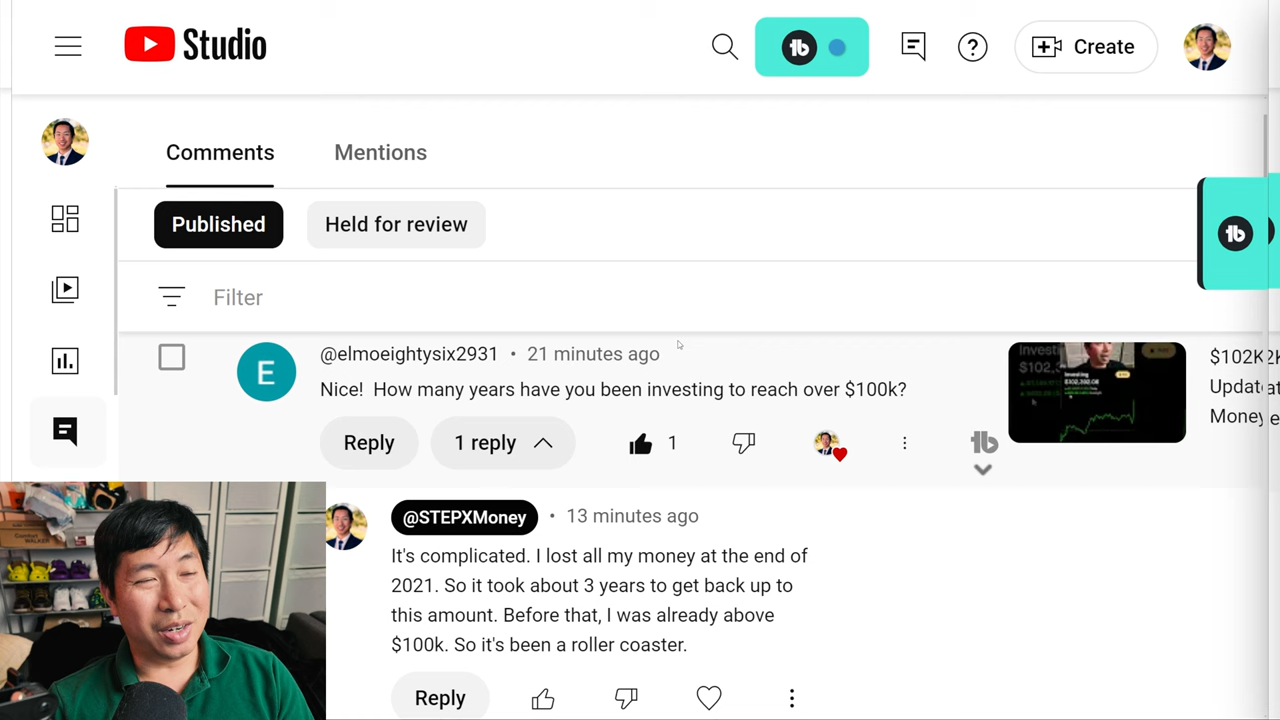 Studio
Create
Comments
Mentions
Published
Held for review
Filter
@elmoeightysix2931 • 21 minutes ago
Nice! How many years have you been investing to reach over $100k?
Reply
1 reply
1
E
$102K
Update
Money
@STEPXMoney • 13 minutes ago
It's complicated. I lost all my money at the end of
2021. So it took about 3 years to get back up to
this amount. Before that, I was already above
$100k. So it's been a roller coaster.
Reply